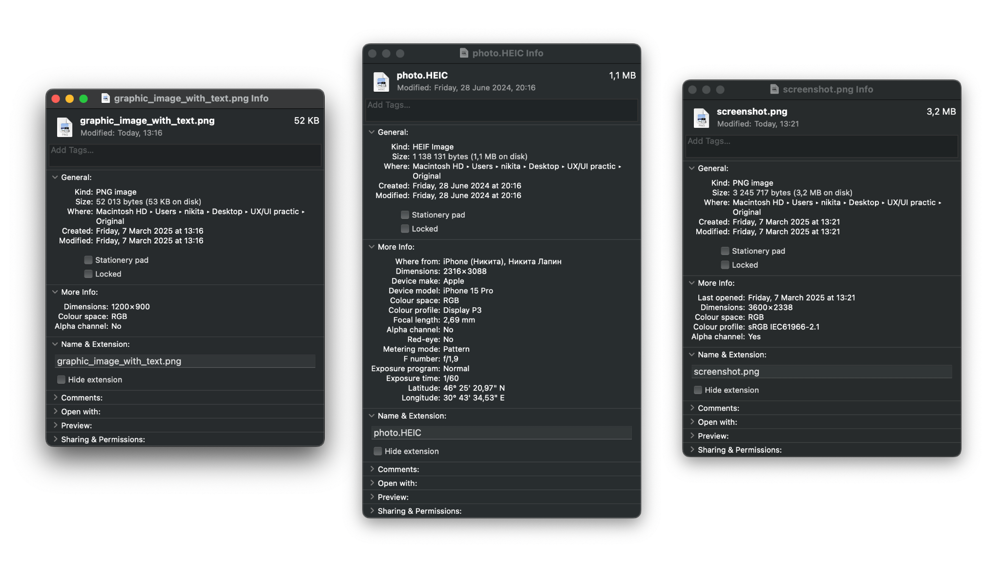 graphic_image_with_text.png Info
graphic_image_with_text.png 52 KB
Modified: Today, 13:16
Add Tags...
General:
Kind: PNG image
Size: 52 013 bytes (53 KB on disk)
Where: Macintosh HD ▸ Users ▸ nikita ▸ Desktop ▸ UX/UI practic ▸
Original
Created: Friday, 7 March 2025 at 13:16
Modified: Friday, 7 March 2025 at 13:16
Stationery pad
Locked
More Info:
Dimensions: 1200×900
Colour space: RGB
Alpha channel: No
Name & Extension:
graphic_image_with_text.png
Hide extension
Comments:
Open with:
Preview:
Sharing & Permissions:
photo.HEIC Info
photo.HEIC 1,1 MB
Modified: Friday, 28 June 2024, 20:16
Add Tags...
General:
Kind: HEIF Image
Size: 1 138 131 bytes (1,1 MB on disk)
Where: Macintosh HD ▸ Users ▸ nikita ▸ Desktop ▸ UX/UI practic ▸
Original
Created: Friday, 28 June 2024 at 20:16
Modified: Friday, 28 June 2024 at 20:16
Stationery pad
Locked
More Info:
Where from: iPhone (Никита), Никита Лапин
Dimensions: 2316×3088
Device make: Apple
Device model: iPhone 15 Pro
Colour space: RGB
Colour profile: Display P3
Focal length: 2,69 mm
Alpha channel: No
Red-eye: No
Metering mode: Pattern
F number: f/1,9
Exposure program: Normal
Exposure time: 1/60
Latitude: 46° 25' 20,97" N
Longitude: 30° 43' 34,53" E
Name & Extension:
photo.HEIC
Hide extension
Comments:
Open with:
Preview:
Sharing & Permissions:
screenshot.png Info
screenshot.png 3,2 MB
Modified: Today, 13:21
Add Tags...
General:
Kind: PNG image
Size: 3 245 717 bytes (3,2 MB on disk)
Where: Macintosh HD ▸ Users ▸ nikita ▸ Desktop ▸ UX/UI practic ▸
Original
Created: Friday, 7 March 2025 at 13:21
Modified: Friday, 7 March 2025 at 13:21
Stationery pad
Locked
More Info:
Last opened: Friday, 7 March 2025 at 13:21
Dimensions: 3600×2338
Colour space: RGB
Colour profile: sRGB IEC61966-2.1
Alpha channel: Yes
Name & Extension:
screenshot.png
Hide extension
Comments:
Open with:
Preview:
Sharing & Permissions: